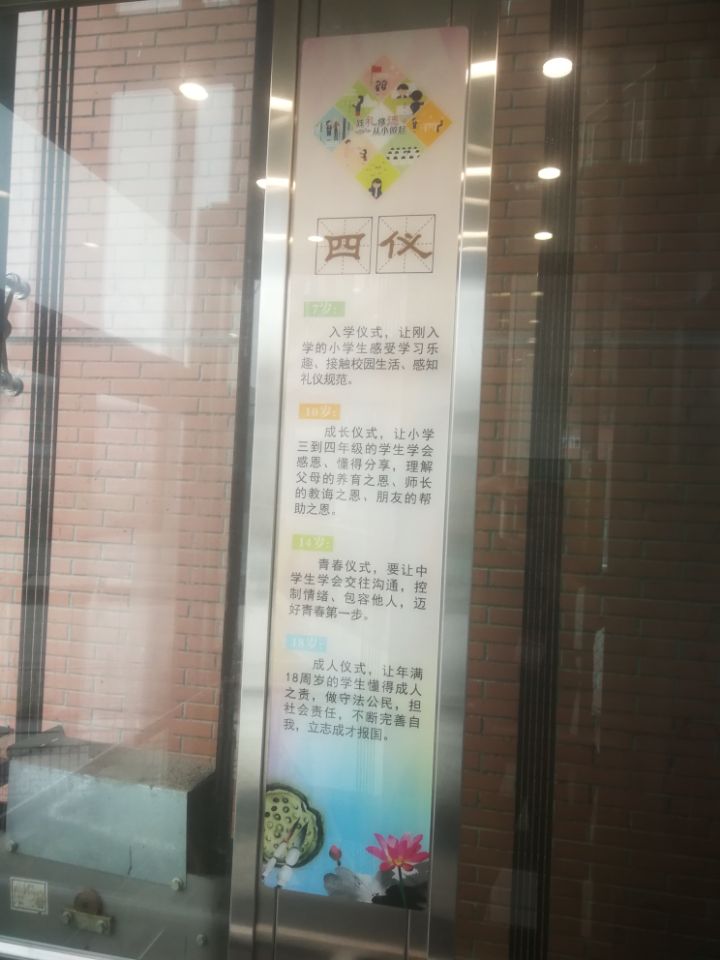 践礼修德
从小做起
四仪
7岁:
入学仪式，让刚入
学的小学生感受学习乐
趣、接触校园生活、感知
礼仪规范。
10岁:
成长仪式，让小学
三到四年级的学生学会
感恩、懂得分享，理解
父母的养育之恩、师长
的教诲之恩、朋友的帮
助之恩。
14岁:
青春仪式，要让中
学生学会交往沟通，控
制情绪、包容他人，迈
好青春第一步。
18岁:
成人仪式，让年满
18周岁的学生懂得成人
之责，做守法公民，担
社会责任，不断完善自
我，立志成才报国。